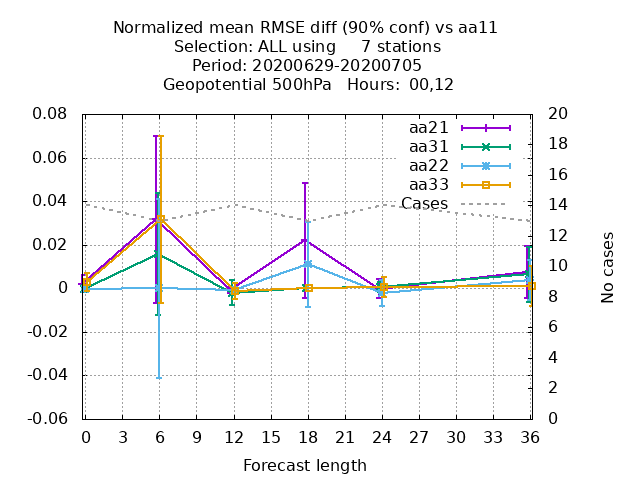 Normalized mean RMSE diff (90% conf) vs aa11
Selection: ALL using     7 stations
Period: 20200629-20200705
Geopotential 500hPa   Hours: 00,12
0.08
0.06
0.04
0.02
0
-0.02
-0.04
-0.06
aa21
aa31
aa22
aa33
Cases
20
18
16
14
12
10
8
6
4
2
0
No cases
0 3 6 9 12 15 18 21 24 27 30 33 36
Forecast length